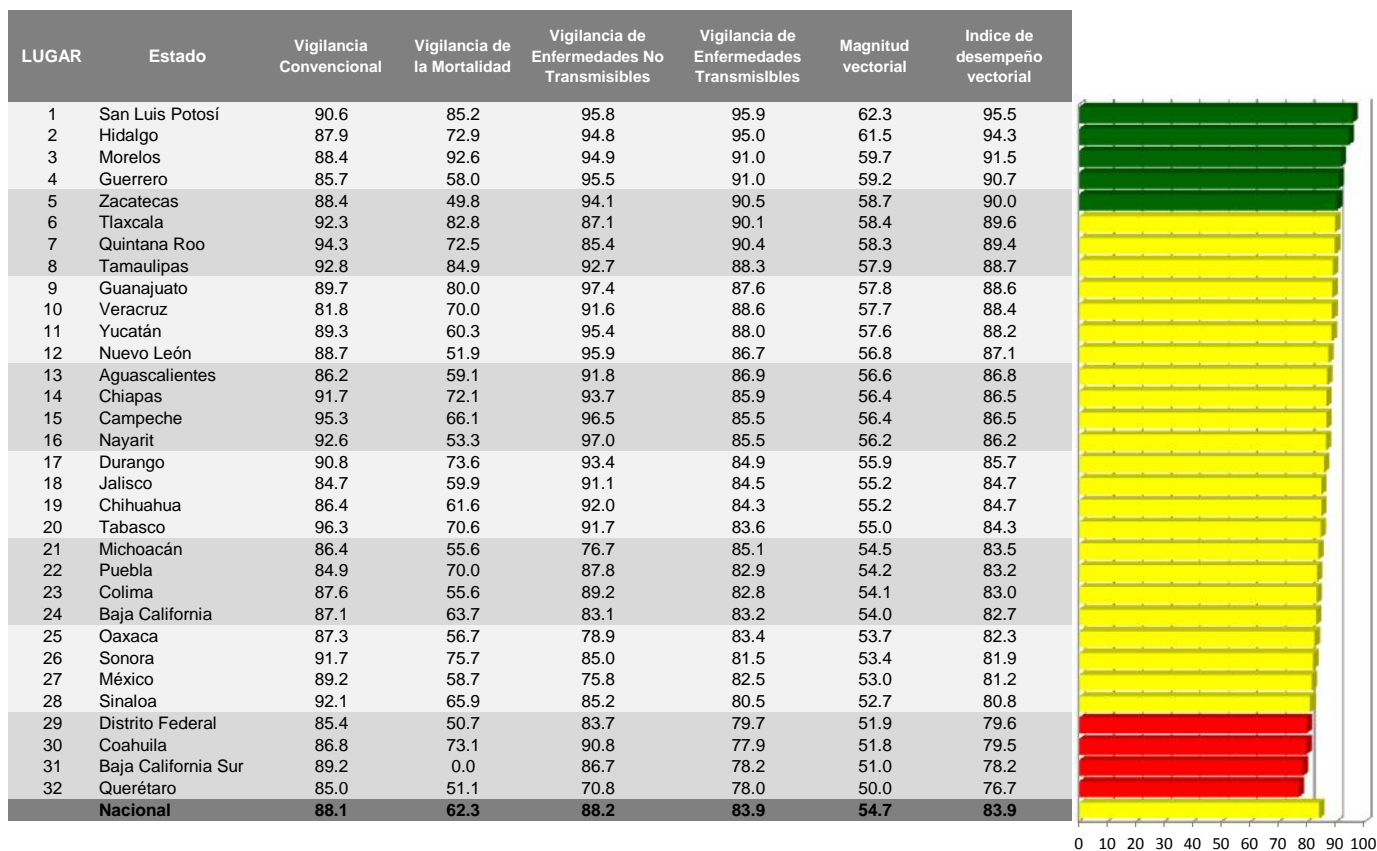 LUGAR Estado Vigilancia Convencional Vigilancia de la Mortalidad Vigilancia de Enfermedades No Transmisibles Vigilancia de Enfermedades TransmisIbles Magnitud vectorial Indice de desempeño vectorial
1 San Luis Potosí 90.6 85.2 95.8 95.9 62.3 95.5
2 Hidalgo 87.9 72.9 94.8 95.0 61.5 94.3
3 Morelos 88.4 92.6 94.9 91.0 59.7 91.5
4 Guerrero 85.7 58.0 95.5 91.0 59.2 90.7
5 Zacatecas 88.4 49.8 94.1 90.5 58.7 90.0
6 Tlaxcala 92.3 82.8 87.1 90.1 58.4 89.6
7 Quintana Roo 94.3 72.5 85.4 90.4 58.3 89.4
8 Tamaulipas 92.8 84.9 92.7 88.3 57.9 88.7
9 Guanajuato 89.7 80.0 97.4 87.6 57.8 88.6
10 Veracruz 81.8 70.0 91.6 88.6 57.7 88.4
11 Yucatán 89.3 60.3 95.4 88.0 57.6 88.2
12 Nuevo León 88.7 51.9 95.9 86.7 56.8 87.1
13 Aguascalientes 86.2 59.1 91.8 86.9 56.6 86.8
14 Chiapas 91.7 72.1 93.7 85.9 56.4 86.5
15 Campeche 95.3 66.1 96.5 85.5 56.4 86.5
16 Nayarit 92.6 53.3 97.0 85.5 56.2 86.2
17 Durango 90.8 73.6 93.4 84.9 55.9 85.7
18 Jalisco 84.7 59.9 91.1 84.5 55.2 84.7
19 Chihuahua 86.4 61.6 92.0 84.3 55.2 84.7
20 Tabasco 96.3 70.6 91.7 83.6 55.0 84.3
21 Michoacán 86.4 55.6 76.7 85.1 54.5 83.5
22 Puebla 84.9 70.0 87.8 82.9 54.2 83.2
23 Colima 87.6 55.6 89.2 82.8 54.1 83.0
24 Baja California 87.1 63.7 83.1 83.2 54.0 82.7
25 Oaxaca 87.3 56.7 78.9 83.4 53.7 82.3
26 Sonora 91.7 75.7 85.0 81.5 53.4 81.9
27 México 89.2 58.7 75.8 82.5 53.0 81.2
28 Sinaloa 92.1 65.9 85.2 80.5 52.7 80.8
29 Distrito Federal 85.4 50.7 83.7 79.7 51.9 79.6
30 Coahuila 86.8 73.1 90.8 77.9 51.8 79.5
31 Baja California Sur 89.2 0.0 86.7 78.2 51.0 78.2
32 Querétaro 85.0 51.1 70.8 78.0 50.0 76.7
Nacional 88.1 62.3 88.2 83.9 54.7 83.9
0 10 20 30 40 50 60 70 80 90 100